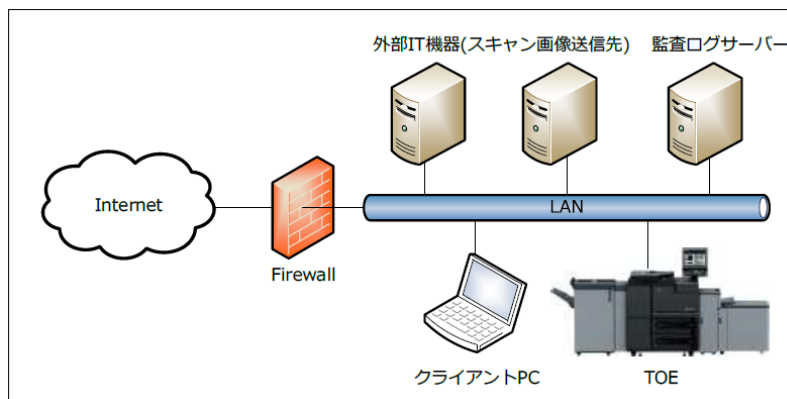 外部IT機器(スキャン画像送信先)
監査ログサーバー
Internet
LAN
Firewall
クライアントPC
TOE